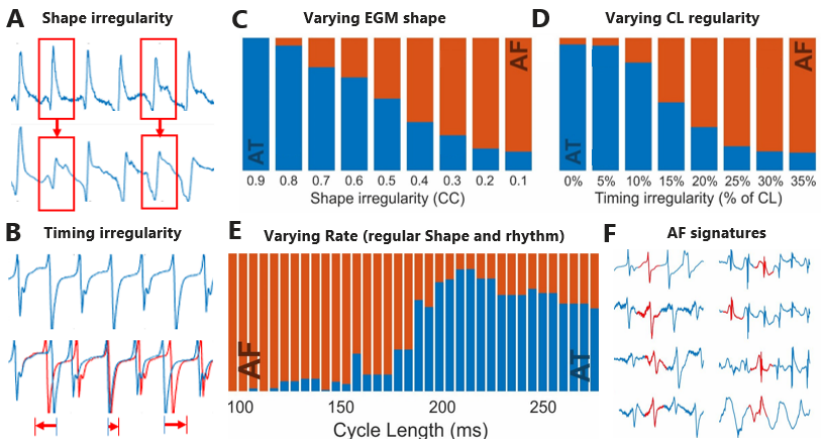 A Shape irregularity
B Timing irregularity
C Varying EGM shape
AT
AF
0.9 0.8 0.7 0.6 0.5 0.4 0.3 0.2 0.1
Shape irregularity (CC)
D Varying CL regularity
AT
AF
0% 5% 10% 15% 20% 25% 30% 35%
Timing irregularity (% of CL)
E Varying Rate (regular Shape and rhythm)
AF
AT
100 150 200 250
Cycle Length (ms)
F AF signatures